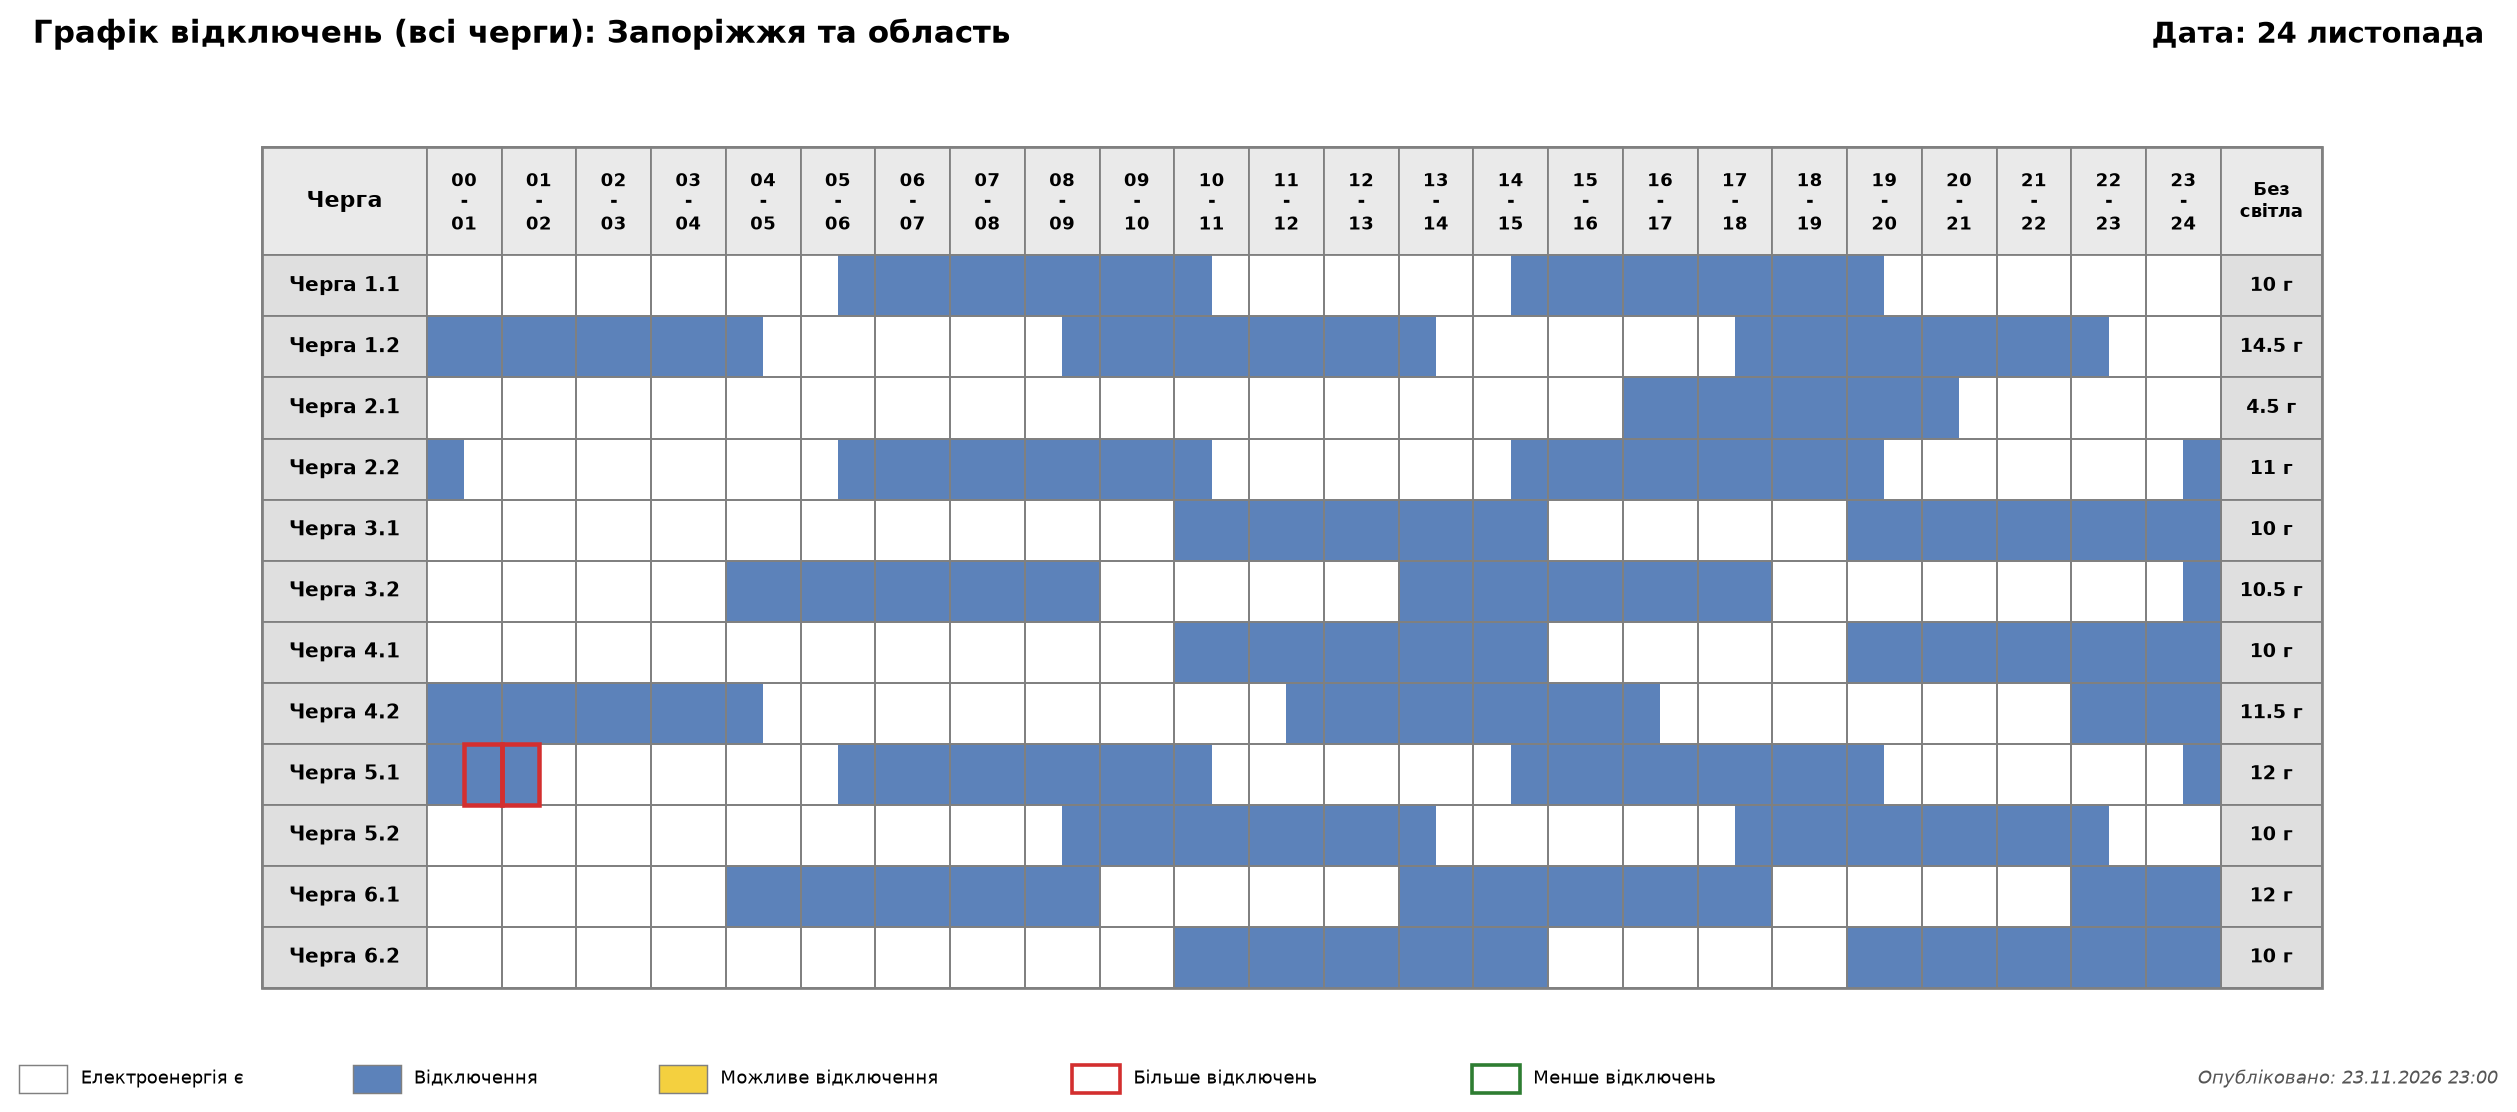 Графік відключень (всі черги): Запоріжжя та область
Дата: 24 листопада
Черга 00 - 01 01 - 02 02 - 03 03 - 04 04 - 05 05 - 06 06 - 07 07 - 08 08 - 09 09 - 10 10 - 11 11 - 12 12 - 13 13 - 14 14 - 15 15 - 16 16 - 17 17 - 18 18 - 19 19 - 20 20 - 21 21 - 22 22 - 23 23 - 24 Без світла
Черга 1.1 10 г
Черга 1.2 14.5 г
Черга 2.1 4.5 г
Черга 2.2 11 г
Черга 3.1 10 г
Черга 3.2 10.5 г
Черга 4.1 10 г
Черга 4.2 11.5 г
Черга 5.1 12 г
Черга 5.2 10 г
Черга 6.1 12 г
Черга 6.2 10 г
Електроенергія є
Відключення
Можливе відключення
Більше відключень
Менше відключень
Опубліковано: 23.11.2026 23:00